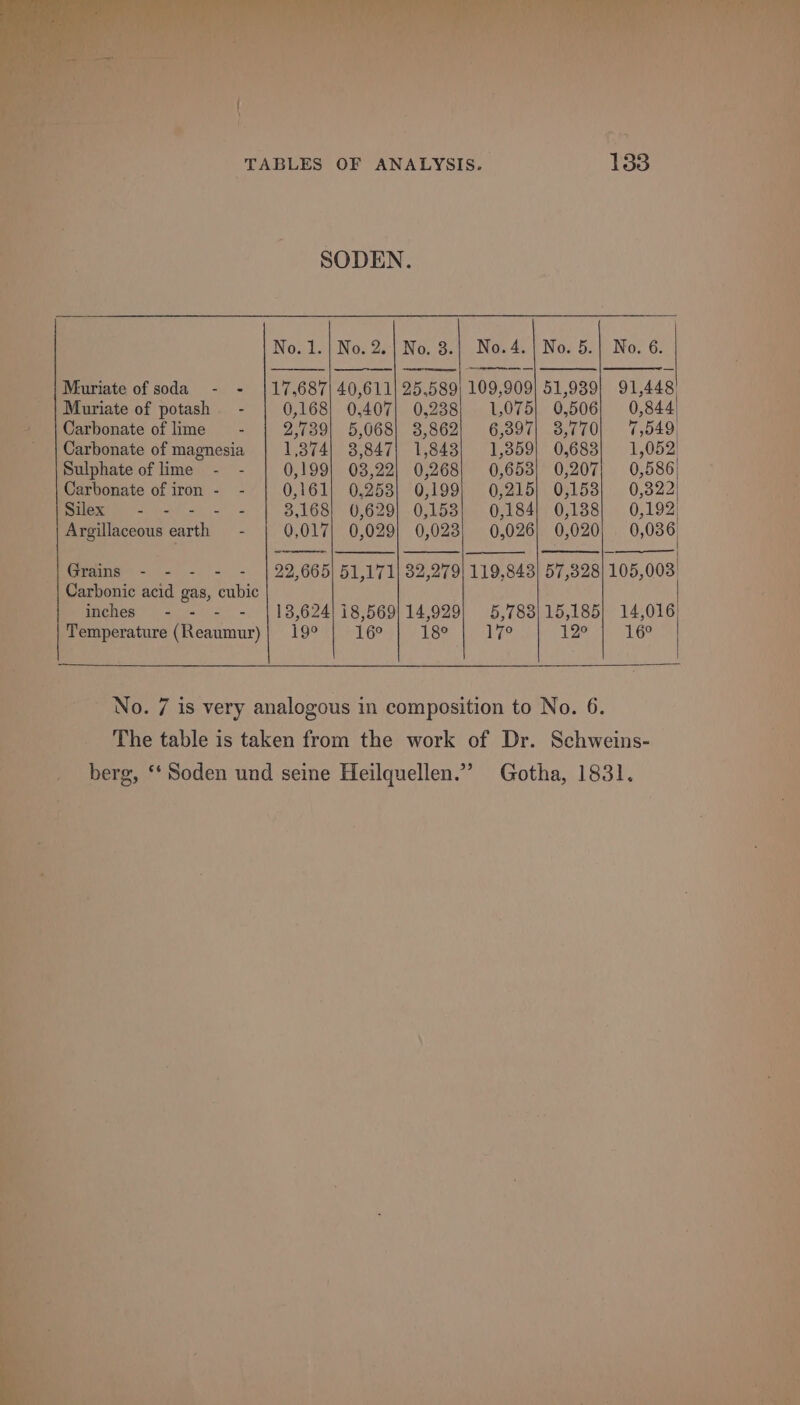 TABLES OF ANALYSIS. 133
SODEN.
No. 1. No. 2. No. 3. No. 4. No. 5. No. 6.
Muriate of soda - - 17,687 40,611 25,589 109,909 51,939 91,448
Muriate of potash - 0,168 0,407 0,238 1,075 0,506 0,844
Carbonate of lime - 2,739 5,068 3,862 6,397 3,770 7,549
Carbonate of magnesia 1,374 3,847 1,843 1,359 0,683 1,052
Sulphate of lime - - 0,199 03,22 0,268 0,653 0,207 0,586
Carbonate of iron - - 0,161 0,253 0,199 0,215 0,153 0,322
Silex - - - - - 3,168 0,629 0,153 0,184 0,138 0,192
Argillaceous earth - 0,017 0,029 0,023 0,026 0,020 0,036
Grains - - - - - 22,665 51,171 32,279 119,843 57,328 105,003
Carbonic acid gas, cubic
inches - - - - 13,624 18,569 14,929 5,783 15,185 14,016
Temperature (Reaumur) 19° 16° 18° 17° 12° 16°
No. 7 is very analogous in composition to No. 6.
The table is taken from the work of Dr. Schweins-
berg, “Soden und seine Heilquellen.” Gotha, 1831.